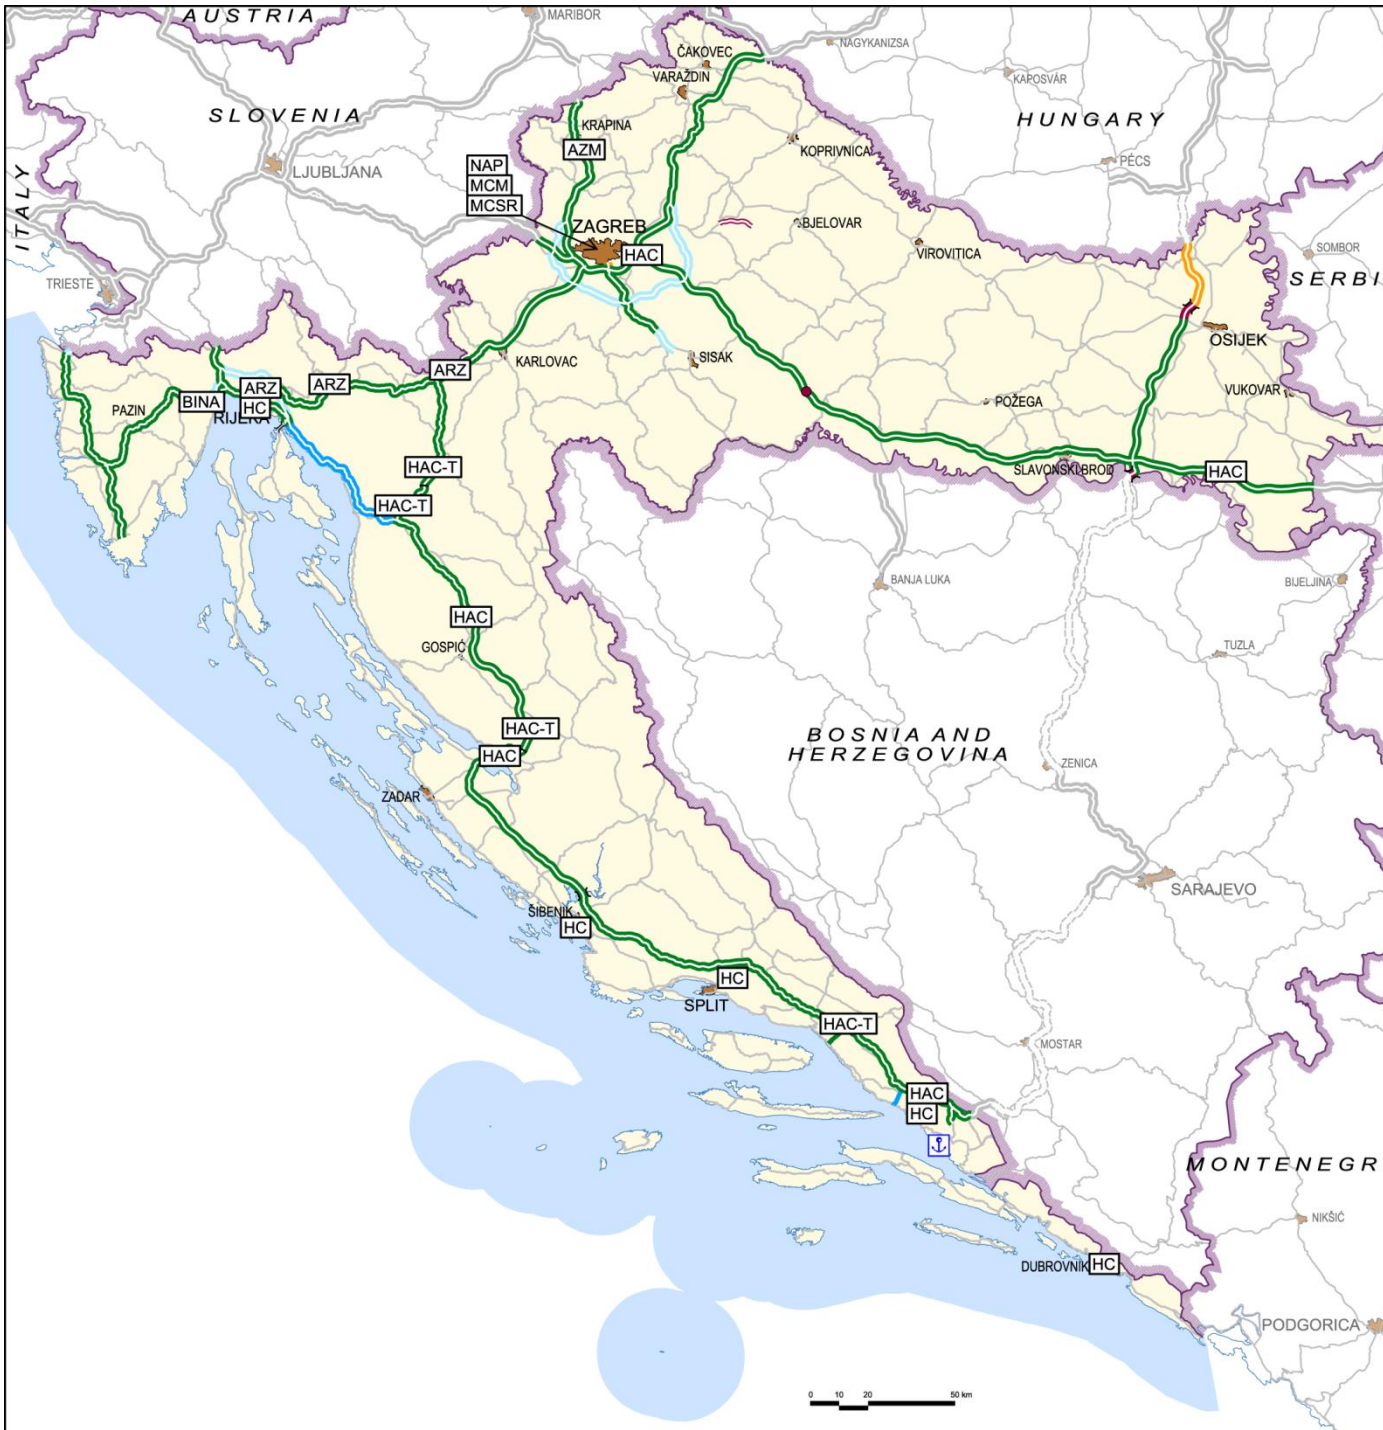 AUSTRIA
MARIBOR
NAGYKANIZSA
ČAKOVEC
VARAŽDIN
KAPOSVÁR
SLOVENIA
HUNGARY
KRAPINA
AZM
KOPRIVNICA
PÉCS
NAP
MCM
MCSR
LJUBLJANA
ITALY
ZAGREB
HAC
BJELOVAR
VIROVITICA
SOMBOR
SERBI
TRIESTE
OSIJEK
KARLOVAC
SISAK
ARZ
ARZ
ARZ
BINA
HC
RIJEKA
PAZIN
POŽEGA
VUKOVAR
HAC-T
SLAVONSKI BROD
HAC
HAC-T
BANJA LUKA
BIJELJINA
HAC
GOSPIĆ
TUZLA
HAC-T
HAC
BOSNIA AND
HERZEGOVINA
ZENICA
ZADAR
SARAJEVO
ŠIBENIK
HC
HC
SPLIT
HAC-T
MOSTAR
HAC
HC
MONTENEGR
NIKŠIĆ
DUBROVNIK
HC
PODGORICA
0 10 20 50 km